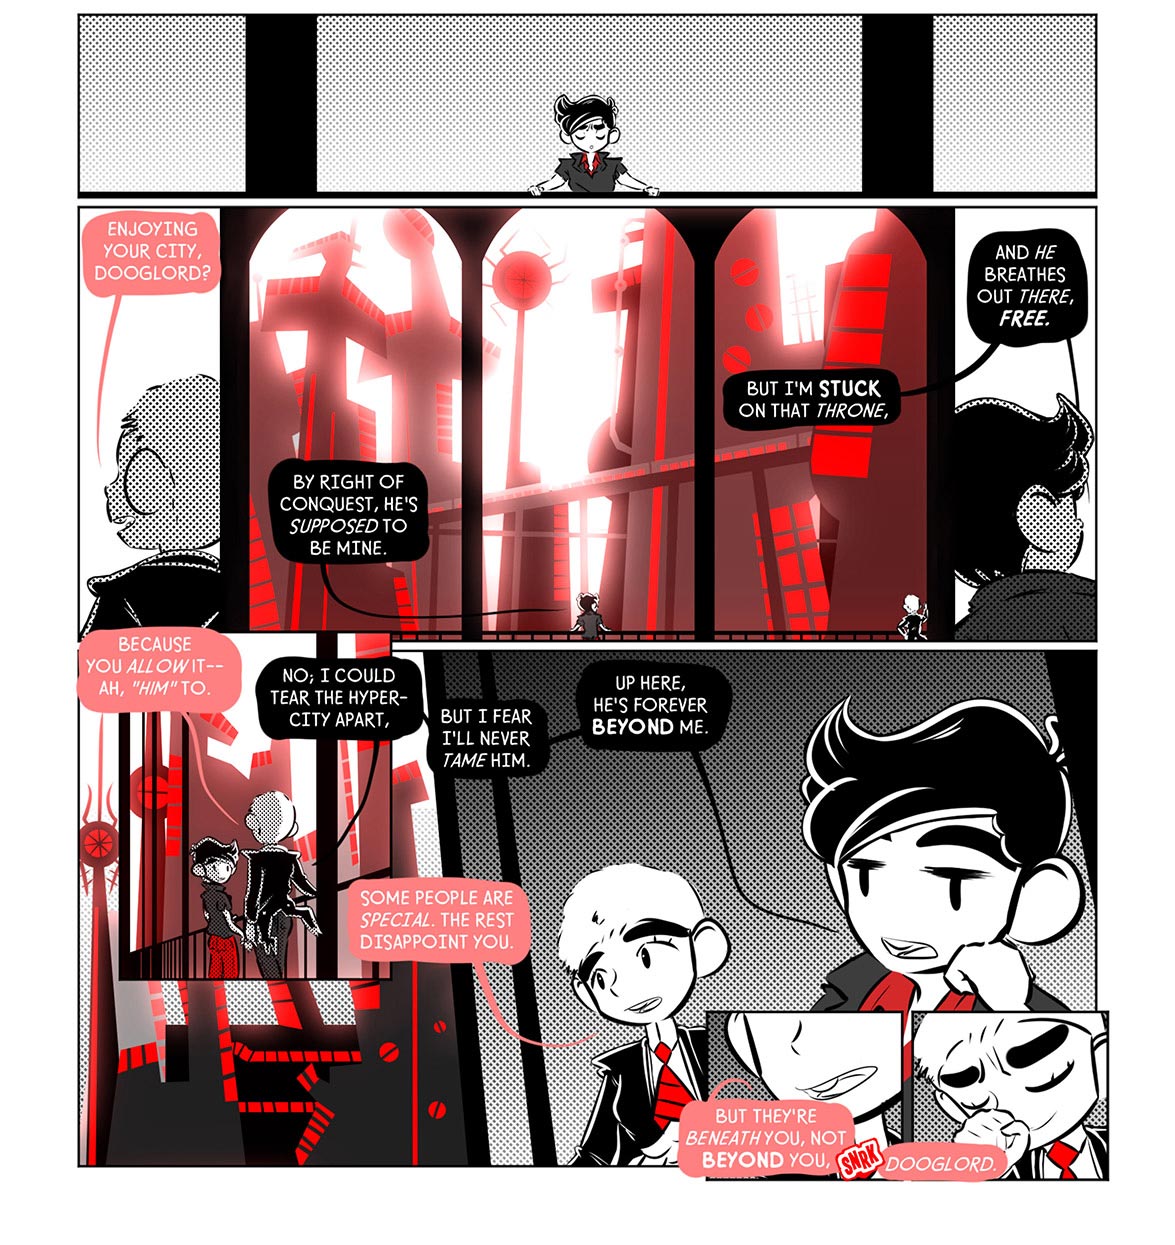 ENJOYING
YOUR CITY,
DOOGLORD?
BY RIGHT OF
CONQUEST, HE'S
SUPPOSED TO
BE MINE.
BUT I'M STUCK
ON THAT THRONE,
AND HE
BREATHES
OUT THERE,
FREE.
BECAUSE
YOU ALLOW IT--
AH, "HIM" TO.
NO; I COULD
TEAR THE HYPER-
CITY APART,
BUT I FEAR
I'LL NEVER
TAME HIM.
UP HERE,
HE'S FOREVER
BEYOND ME.
SOME PEOPLE ARE
SPECIAL. THE REST
DISAPPOINT YOU.
BUT THEY'RE
BENEATH YOU, NOT
BEYOND YOU,
SNRK
DOOGLORD.